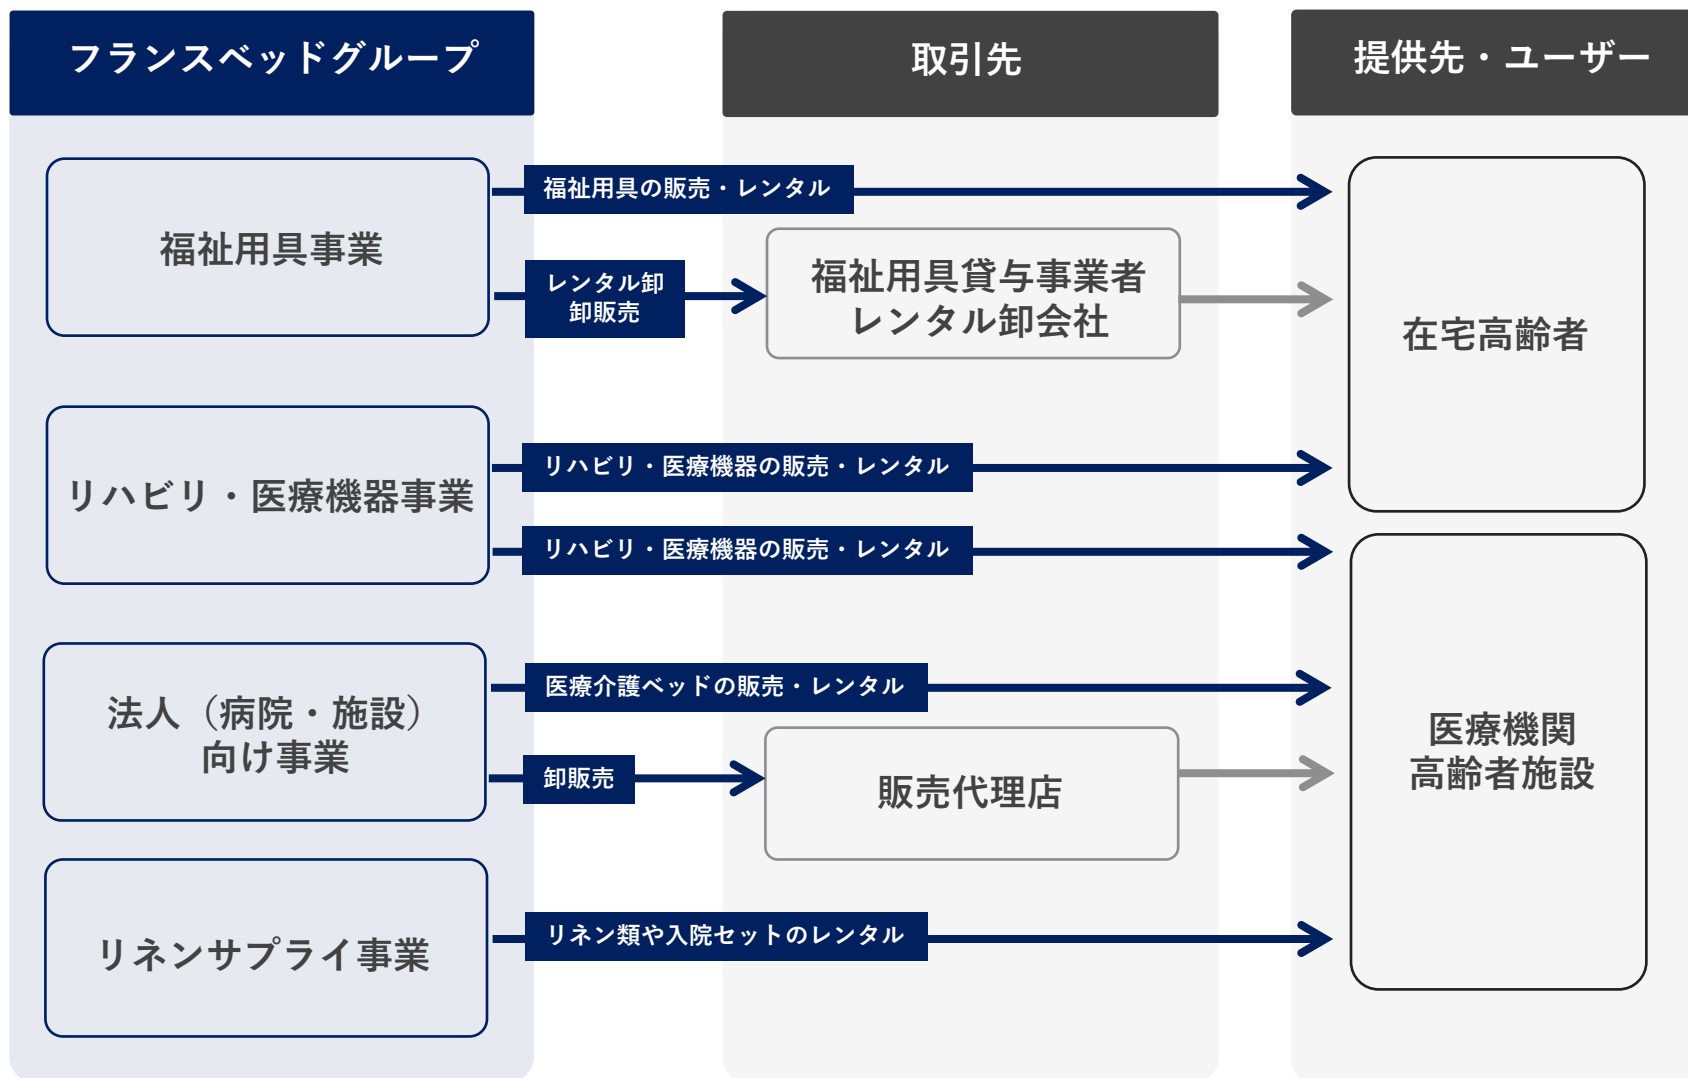 フランスベッドグループ
取引先
提供先・ユーザー
福祉用具事業
福祉用具の販売・レンタル
レンタル卸
卸販売
福祉用具貸与事業者
レンタル卸会社
在宅高齢者
リハビリ・医療機器事業
リハビリ・医療機器の販売・レンタル
リハビリ・医療機器の販売・レンタル
法人（病院・施設）
向け事業
医療介護ベッドの販売・レンタル
卸販売
販売代理店
医療機関
高齢者施設
リネンサプライ事業
リネン類や入院セットのレンタル